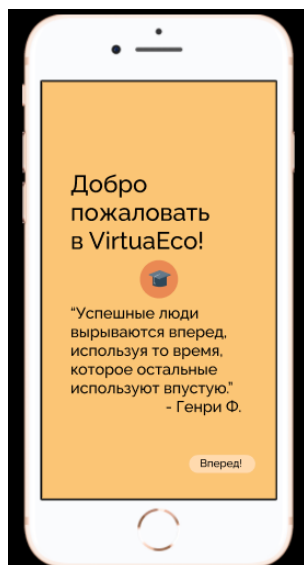 Добро
пожаловать
в VirtuaEco!
“Успешные люди
вырываются вперед,
используя то время,
которое остальные
используют впустую.”
- Генри Ф.
Вперед!